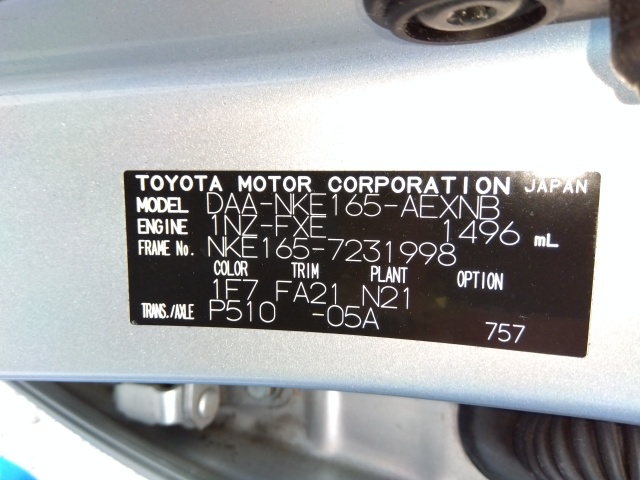 TOYOTA MOTOR CORPORATION JAPAN
MODEL DAA-NKE165-AEXNB
ENGINE 1NZ-FXE 1496 mL
FRAME No. NKE165-7231998
COLOR TRIM PLANT OPTION
1F7 FA21 N21
TRANS./AXLE P510 -05A
757